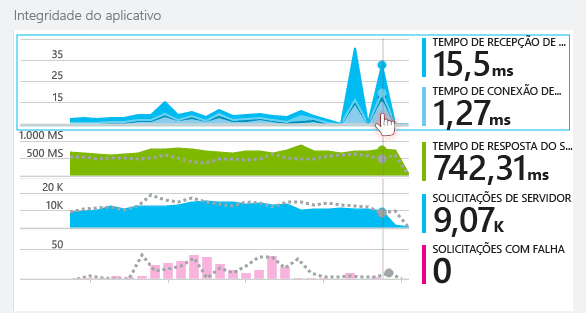 Integridade do aplicativo
35
25
15
TEMPO DE RECEPÇÃO DE ...
15,5ms
TEMPO DE CONEXÃO DE...
1,27ms
1.000 MS
500 MS
TEMPO DE RESPOSTA DO S...
742,31ms
20 K
10K
SOLICITAÇÕES DE SERVIDOR
9,07K
50
SOLICITAÇÕES COM FALHA
0